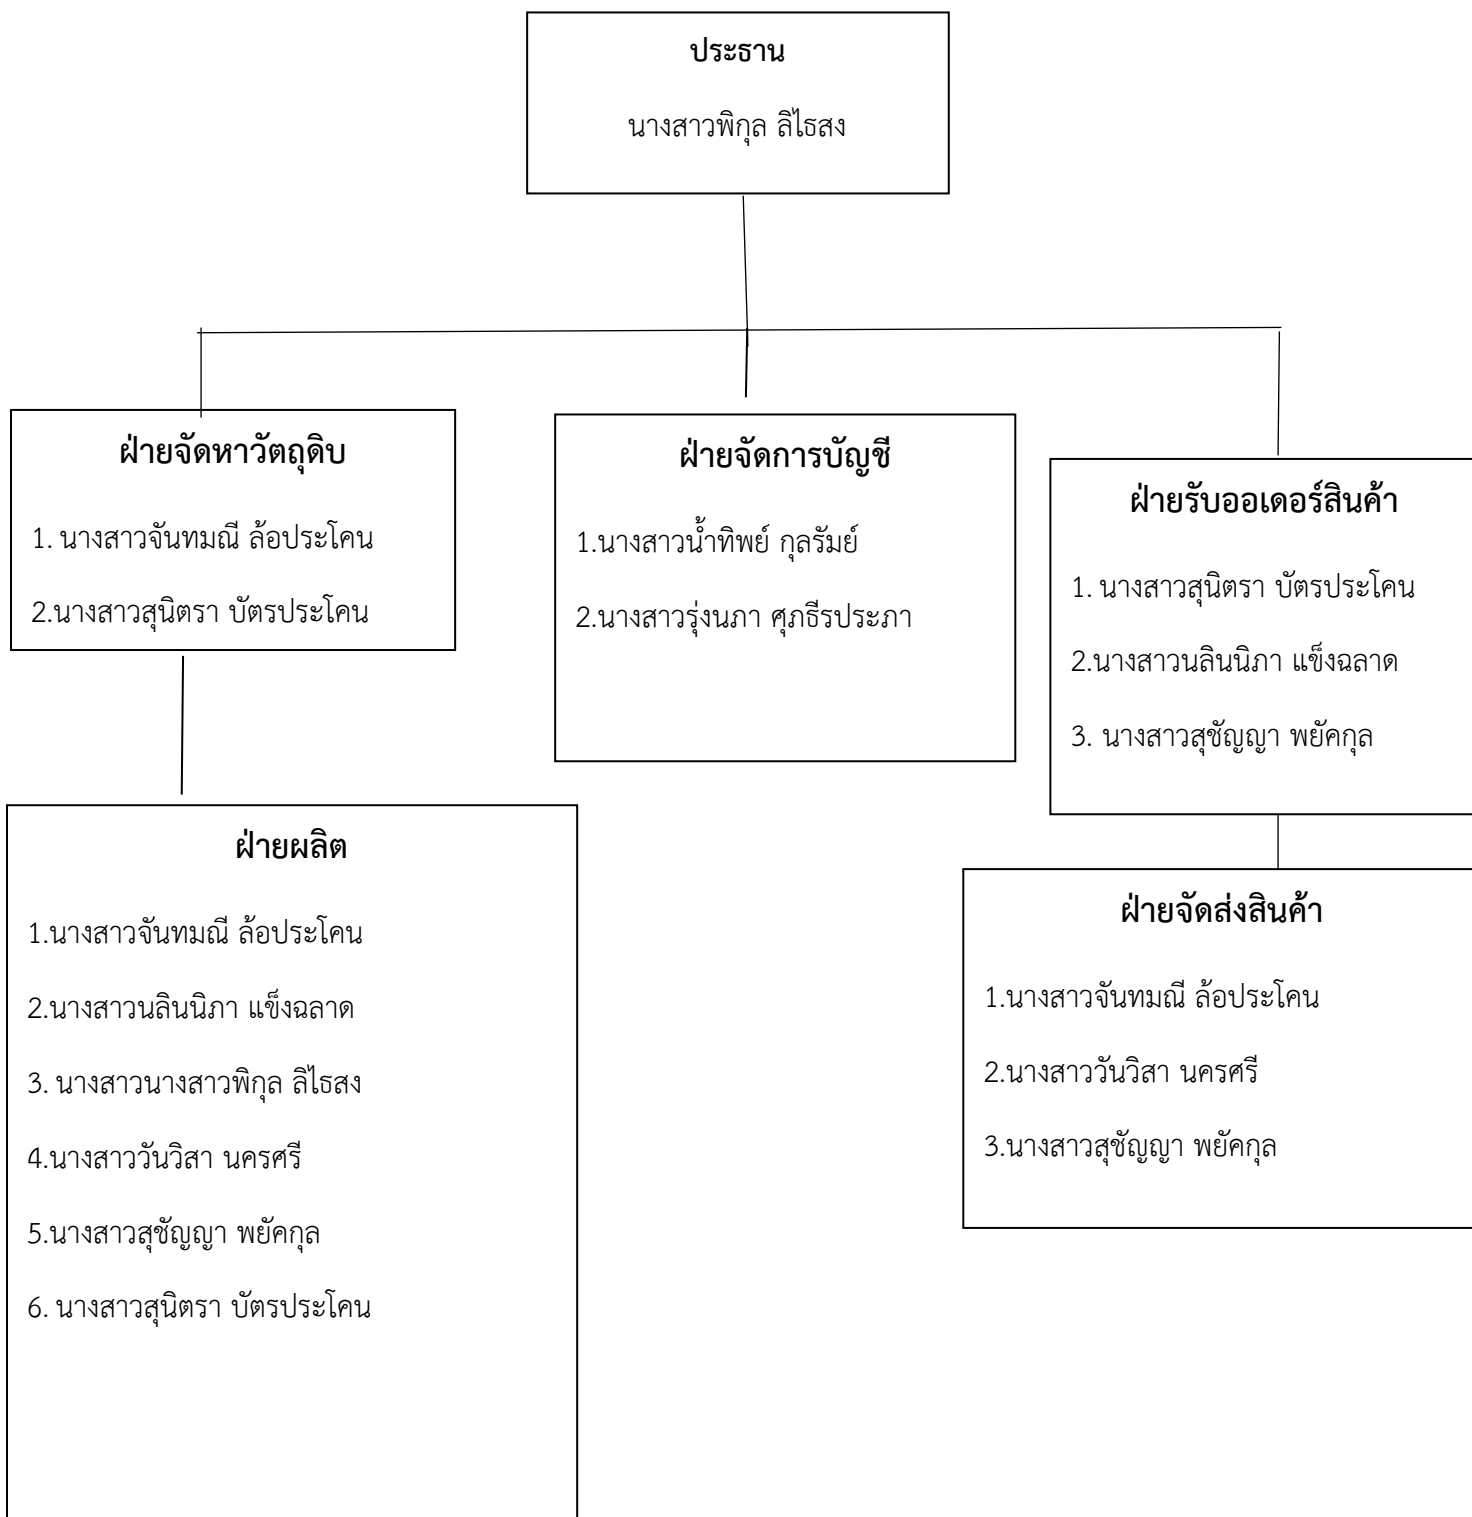 ประธาน
นางสาวพิกุล ลิไธสง
ฝ่ายจัดหาวัตถุดิบ
1. นางสาวจันทมณี ล้อประโคน
2.นางสาวสุนิตรา บัตรประโคน
ฝ่ายจัดการบัญชี
1.นางสาวน้ำทิพย์ กุลรัมย์
2.นางสาวรุ่งนภา ศุภธีรประภา
ฝ่ายรับออเดอร์สินค้า
1. นางสาวสุนิตรา บัตรประโคน
2.นางสาวนลินนิภา แข็งฉลาด
3. นางสาวสุชัญญา พยัคกุล
ฝ่ายผลิต
1.นางสาวจันทมณี ล้อประโคน
2.นางสาวนลินนิภา แข็งฉลาด
3. นางสาวนางสาวพิกุล ลิไธสง
4.นางสาววันวิสา นครศรี
5.นางสาวสุชัญญา พยัคกุล
6. นางสาวสุนิตรา บัตรประโคน
ฝ่ายจัดส่งสินค้า
1.นางสาวจันทมณี ล้อประโคน
2.นางสาววันวิสา นครศรี
3.นางสาวสุชัญญา พยัคกุล